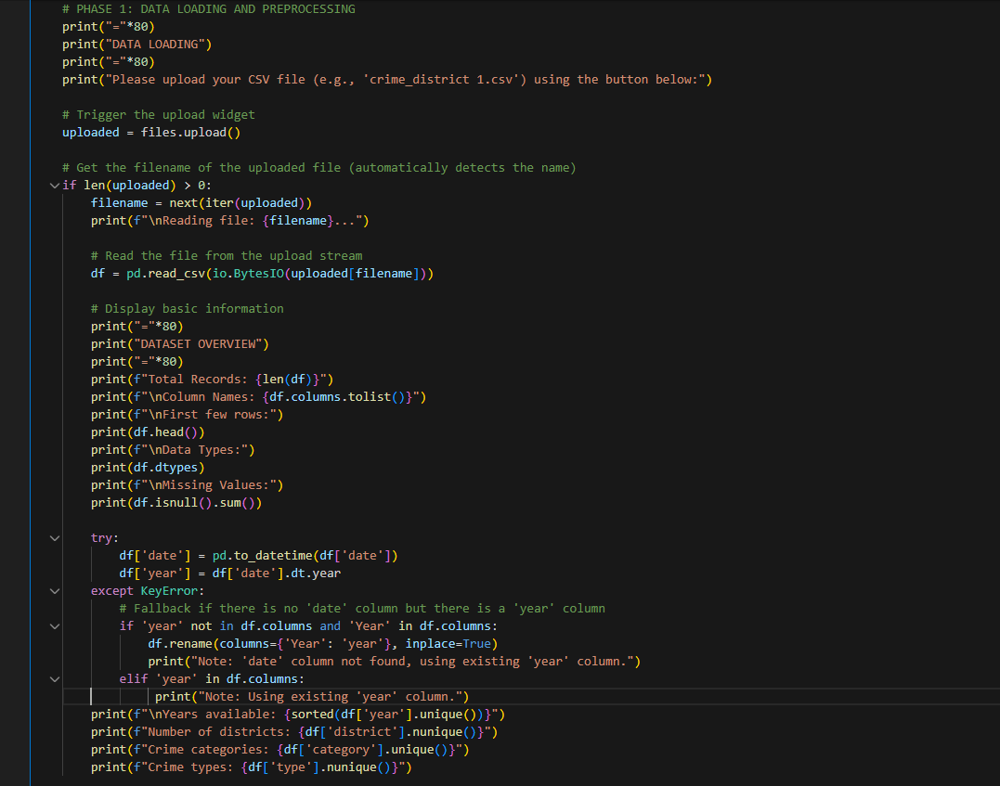 # PHASE 1: DATA LOADING AND PREPROCESSING
print("="*80)
print("DATA LOADING")
print("="*80)
print("Please upload your CSV file (e.g., 'crime_district 1.csv') using the button below:")

# Trigger the upload widget
uploaded = files.upload()

# Get the filename of the uploaded file (automatically detects the name)
if len(uploaded) > 0:
    filename = next(iter(uploaded))
    print(f"\nReading file: {filename}...")

    # Read the file from the upload stream
    df = pd.read_csv(io.BytesIO(uploaded[filename]))

    # Display basic information
    print("="*80)
    print("DATASET OVERVIEW")
    print("="*80)
    print(f"Total Records: {len(df)}")
    print(f"\nColumn Names: {df.columns.tolist()}")
    print(f"\nFirst few rows:")
    print(df.head())
    print(f"\nData Types:")
    print(df.dtypes)
    print(f"\nMissing Values:")
    print(df.isnull().sum())

    try:
        df['date'] = pd.to_datetime(df['date'])
        df['year'] = df['date'].dt.year
    except KeyError:
        # Fallback if there is no 'date' column but there is a 'year' column
        if 'year' not in df.columns and 'Year' in df.columns:
            df.rename(columns={'Year': 'year'}, inplace=True)
            print("Note: 'date' column not found, using existing 'year' column.")
        elif 'year' in df.columns:
             print("Note: Using existing 'year' column.")
    print(f"\nYears available: {sorted(df['year'].unique())}")
    print(f"Number of districts: {df['district'].nunique()}")
    print(f"Crime categories: {df['category'].unique()}")
    print(f"Crime types: {df['type'].nunique()}")